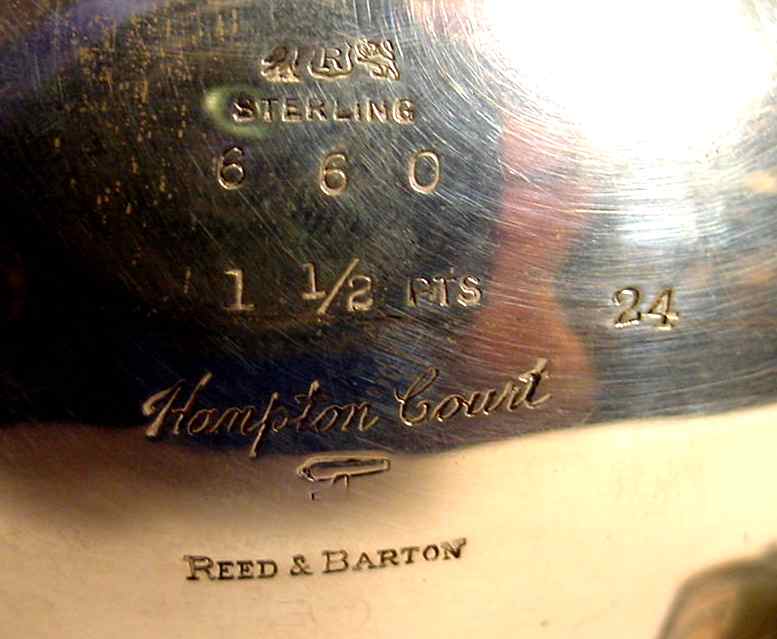 R
STERLING
6 6 0
1 1/2 PTS 24
Hampton Court
REED & BARTON